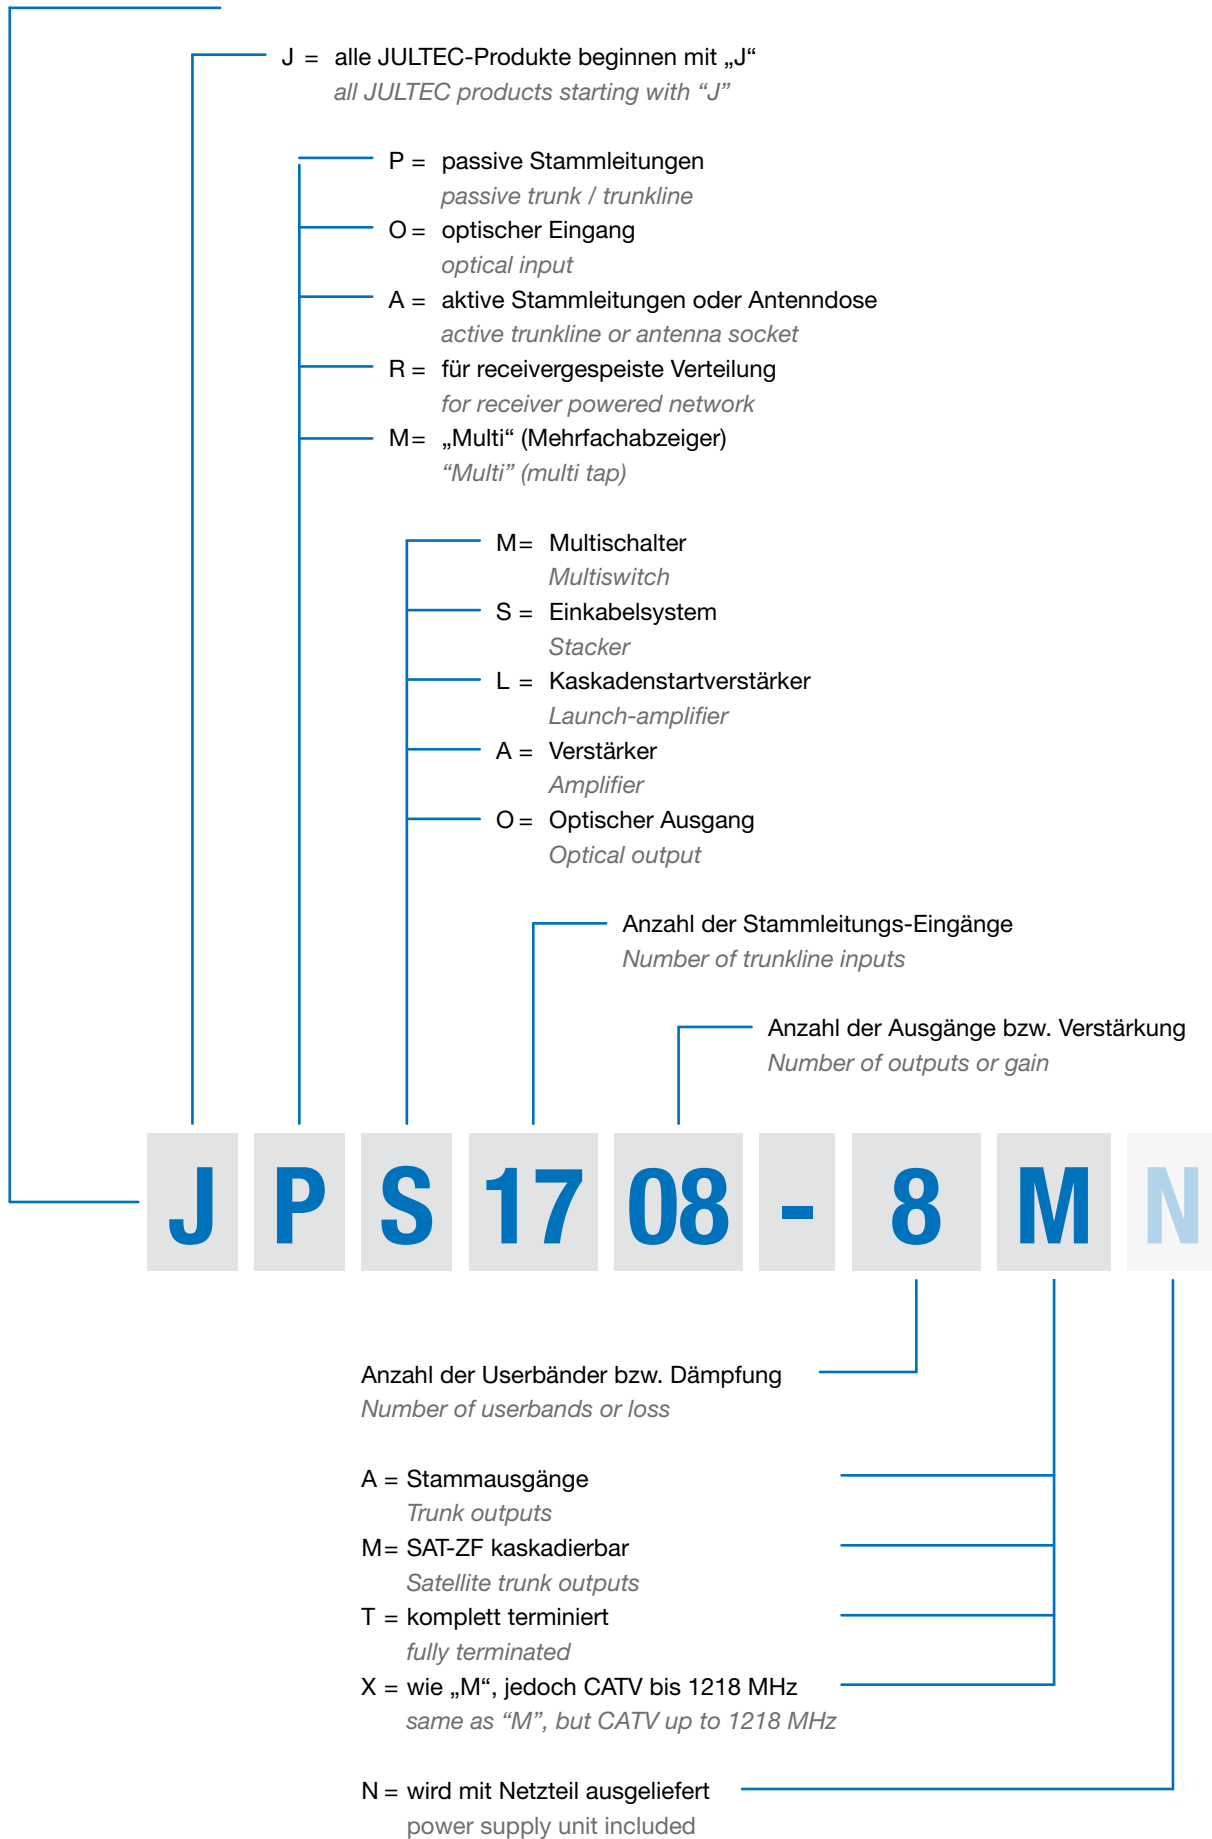 J = alle JULTEC-Produkte beginnen mit „J“
all JULTEC products starting with “J”
P = passive Stammleitungen
passive trunk / trunkline
O = optischer Eingang
optical input
A = aktive Stammleitungen oder Antenndose
active trunkline or antenna socket
R = für receivergespeiste Verteilung
for receiver powered network
M= „Multi“ (Mehrfachabzeiger)
“Multi” (multi tap)
M= Multischalter
Multiswitch
S = Einkabelsystem
Stacker
L = Kaskadenstartverstärker
Launch-amplifier
A = Verstärker
Amplifier
O = Optischer Ausgang
Optical output
Anzahl der Stammleitungs-Eingänge
Number of trunkline inputs
Anzahl der Ausgänge bzw. Verstärkung
Number of outputs or gain
J P S 17 08 - 8 M N
Anzahl der Userbänder bzw. Dämpfung
Number of userbands or loss
A = Stammausgänge
Trunk outputs
M= SAT-ZF kaskadierbar
Satellite trunk outputs
T = komplett terminiert
fully terminated
X = wie „M“, jedoch CATV bis 1218 MHz
same as “M”, but CATV up to 1218 MHz
N = wird mit Netzteil ausgeliefert
power supply unit included